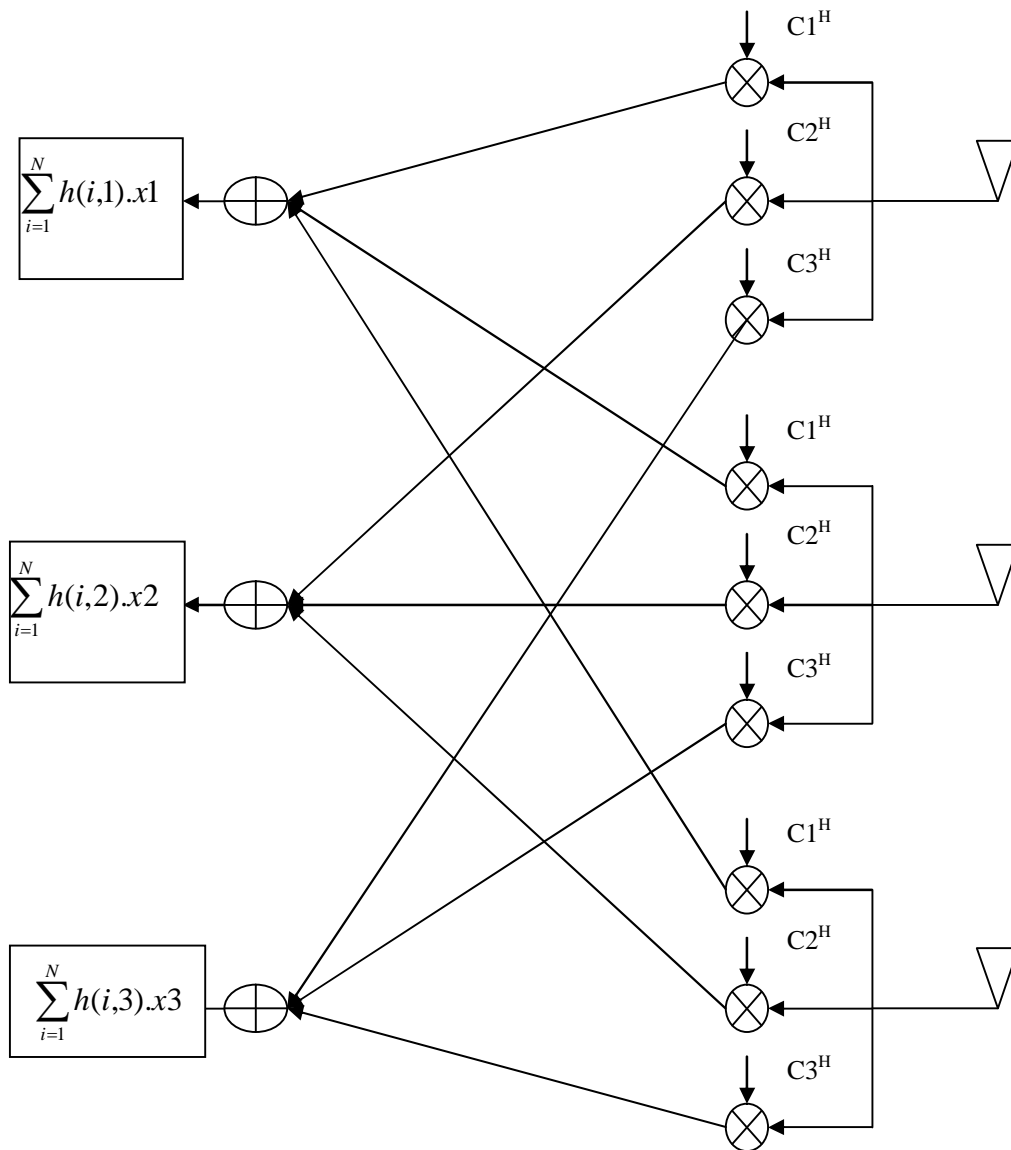 C1^H
C2^H
N
∑ h(i,1).x1
i=1
C3^H
C1^H
C2^H
N
∑ h(i,2).x2
i=1
C3^H
C1^H
C2^H
N
∑ h(i,3).x3
i=1
C3^H